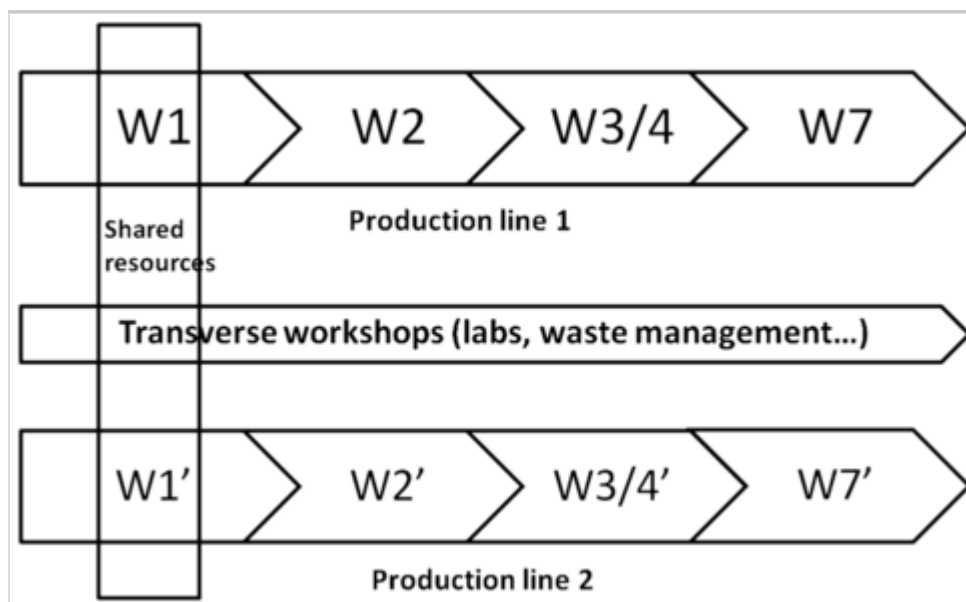 W1 W2 W3/4 W7
Production line 1
Shared
resources
Transverse workshops (labs, waste management...)
W1’ W2’ W3/4’ W7’
Production line 2